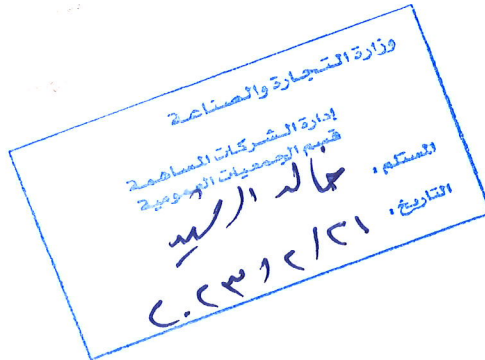 وزارة التجارة والصناعة
إدارة الشركات المساهمة
قسم الجمعيات العمومية
المستلم : خالد الرشيد
التاريخ : ٢٠٢٣/٢/٢١